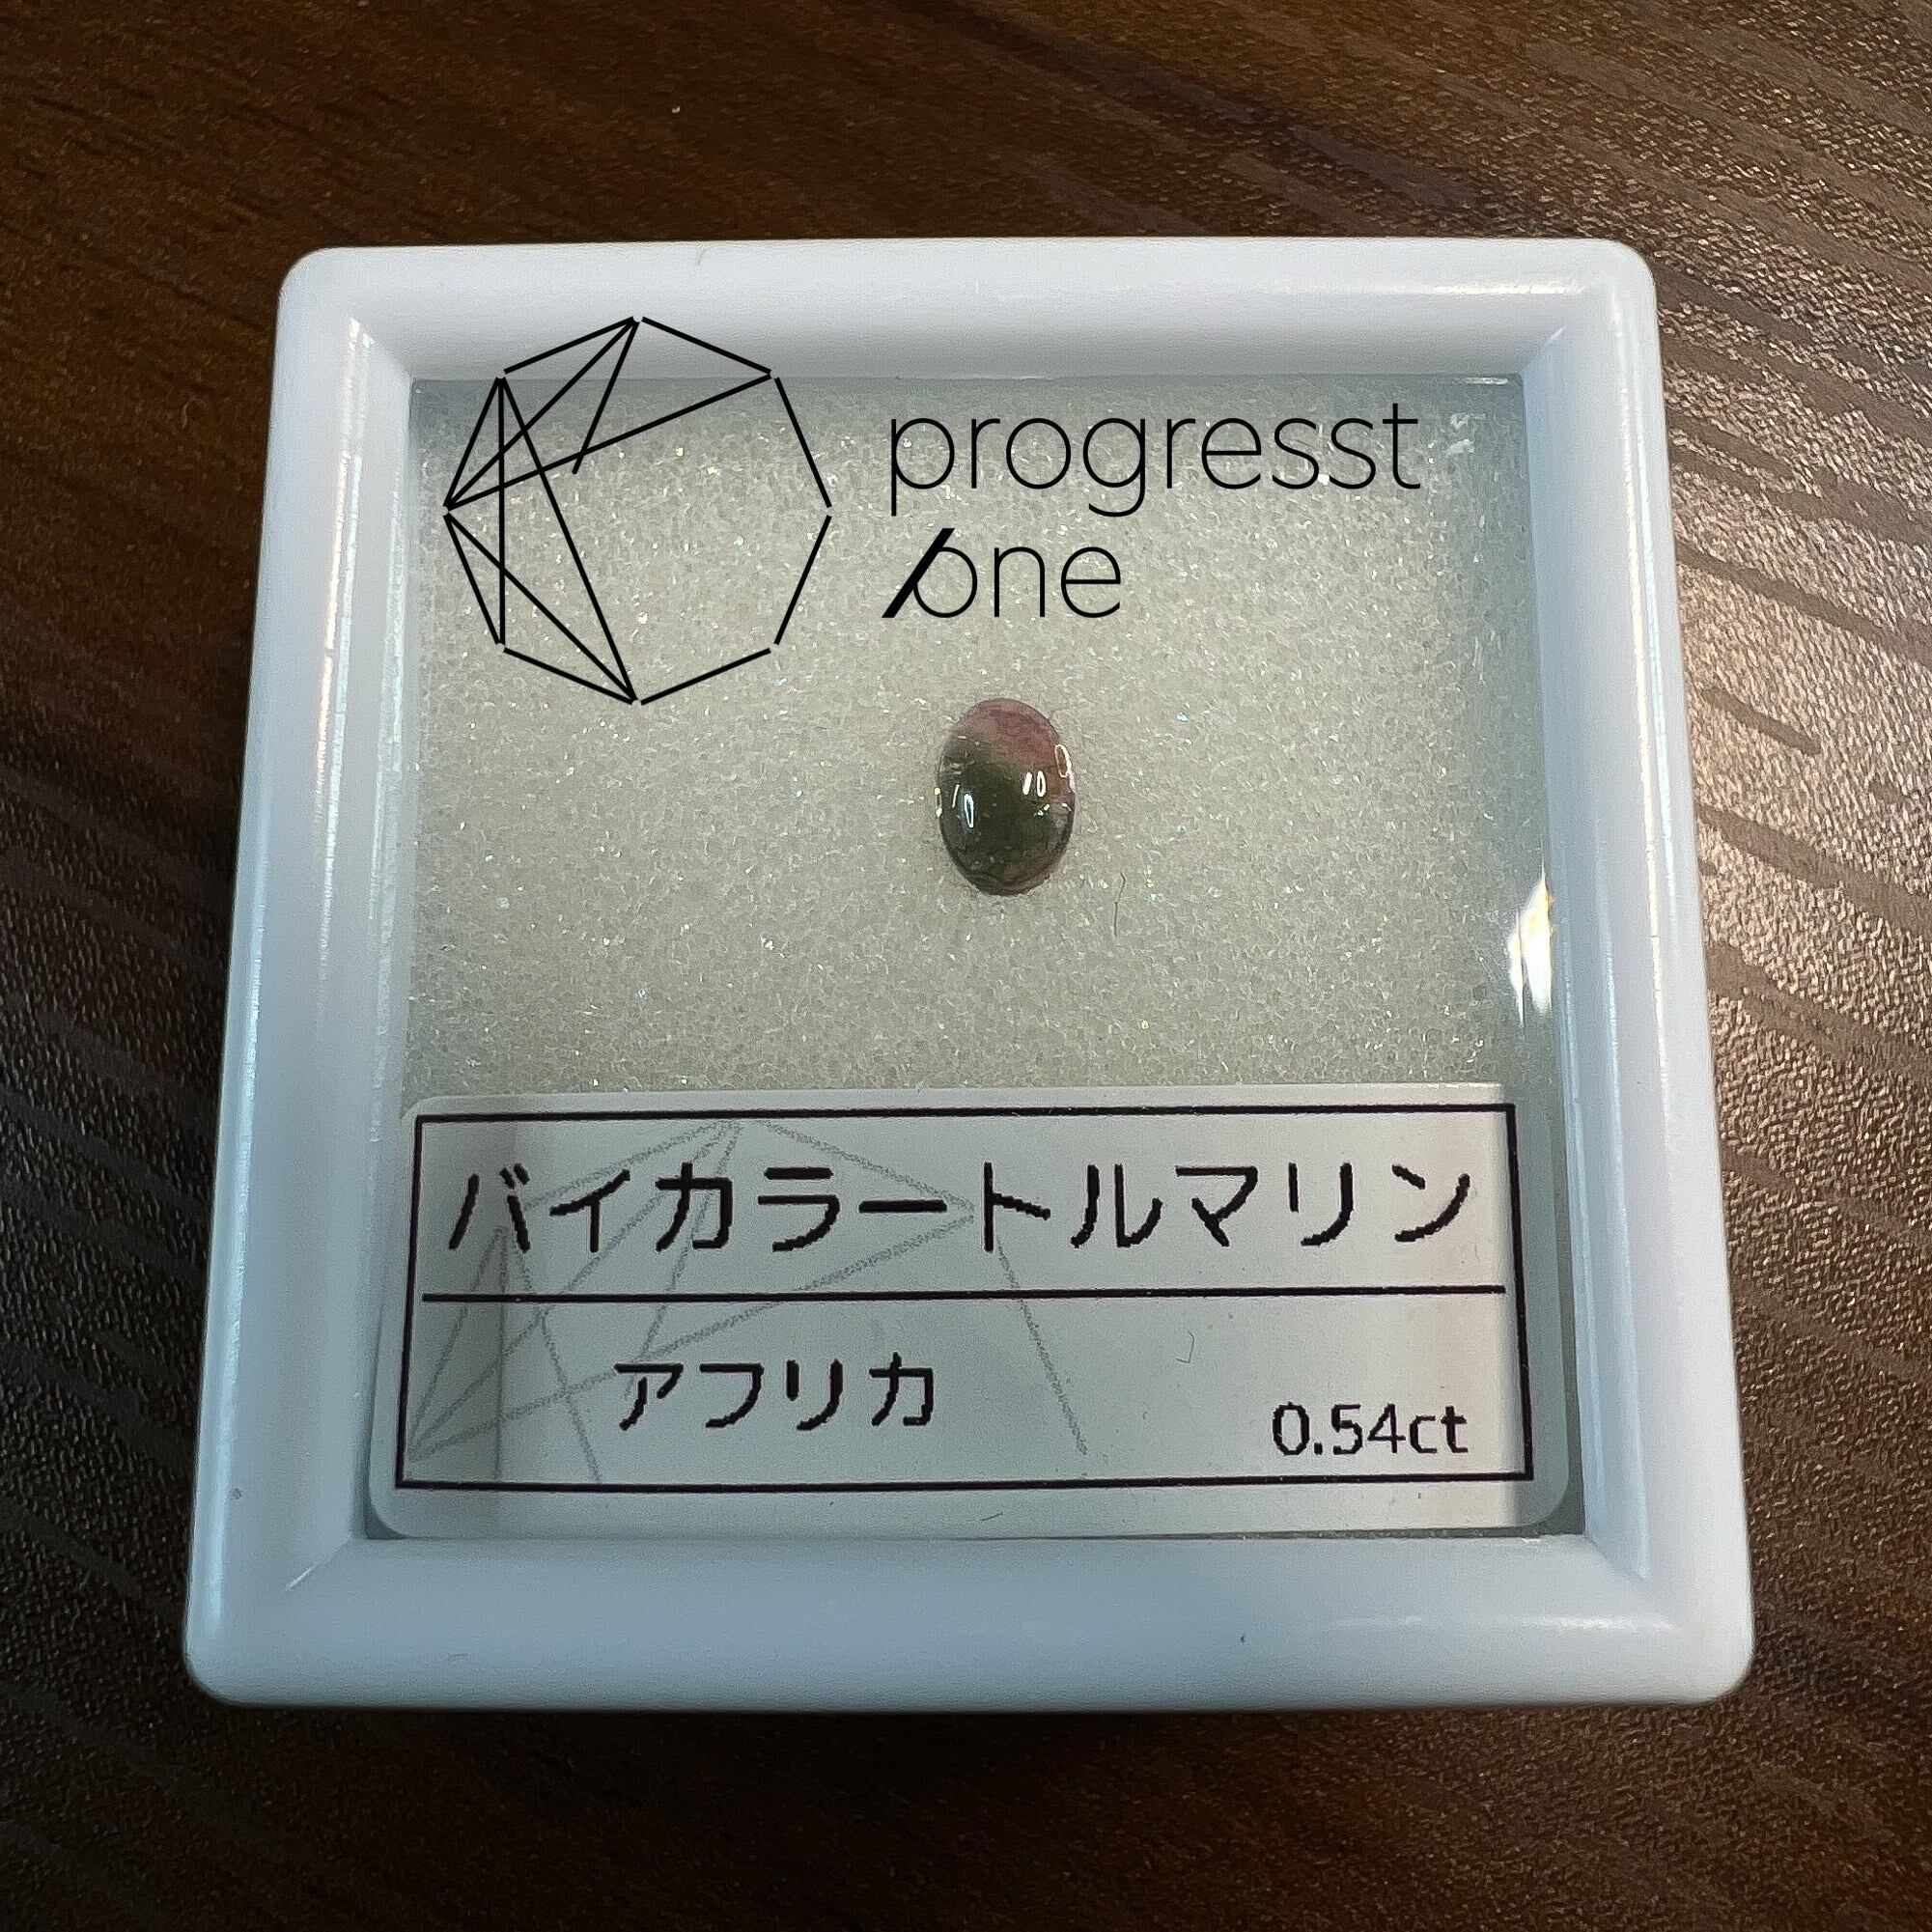 progresst
/one
バイカラートルマリン
アフリカ
0.54ct